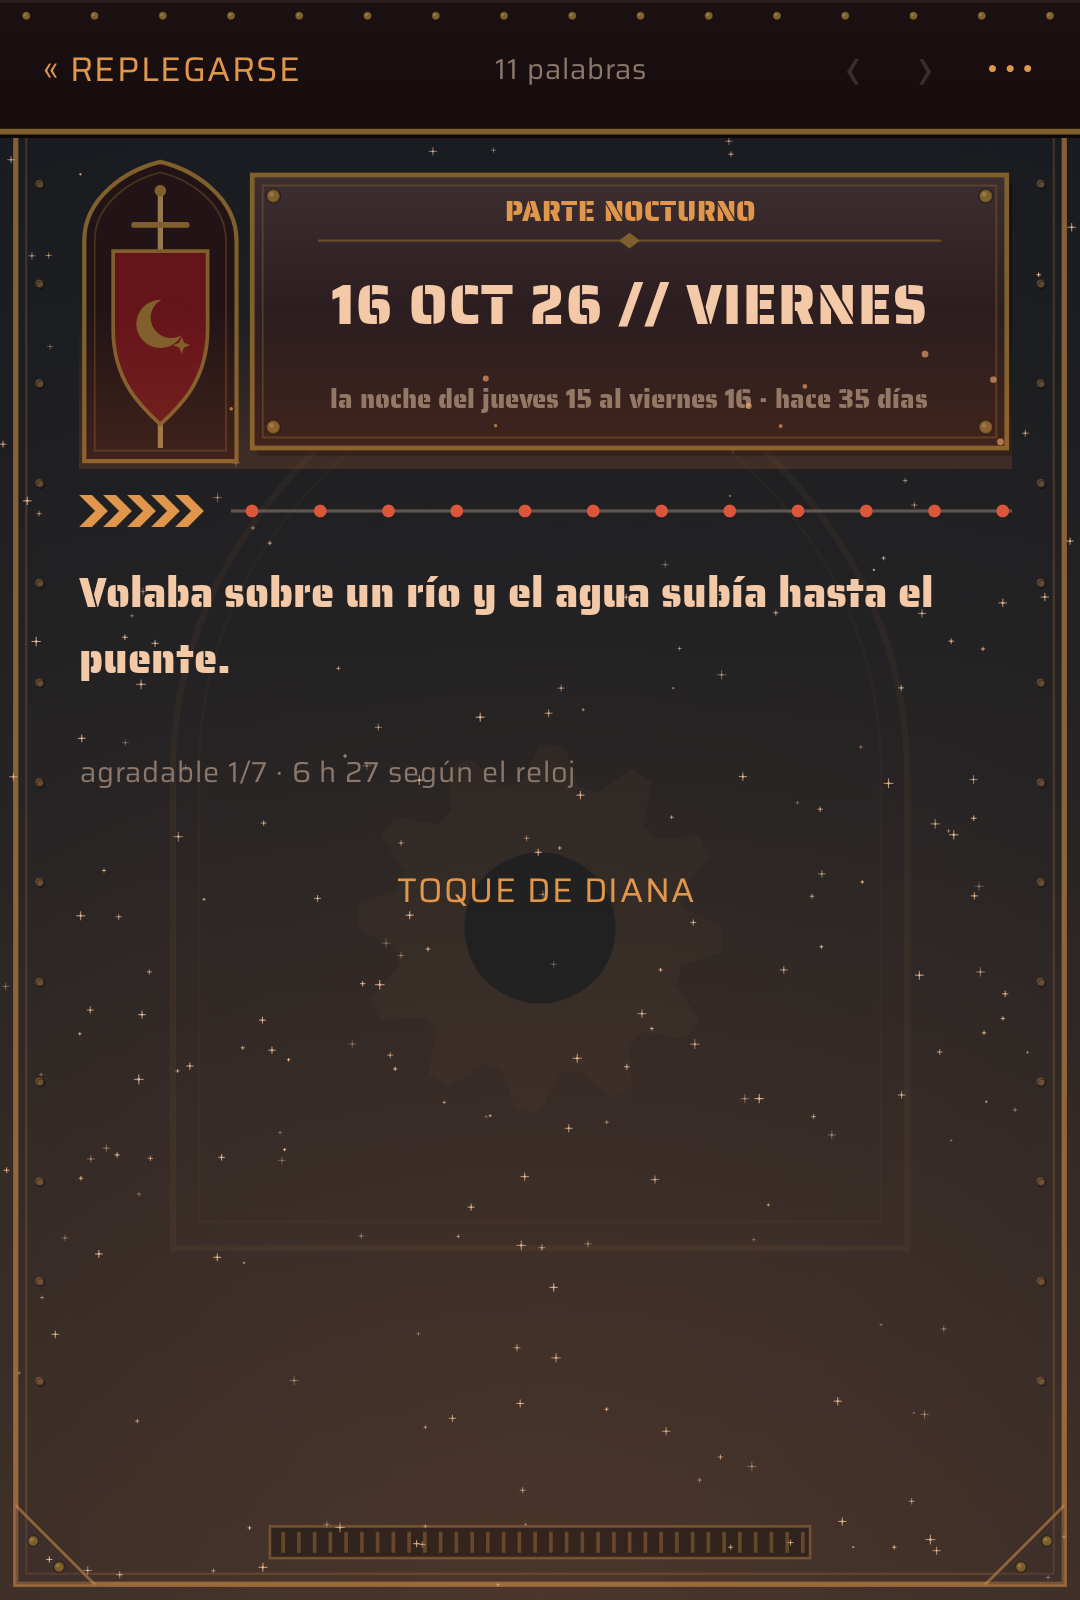 « REPLEGARSE
11 palabras
PARTE NOCTURNO
16 OCT 26 // VIERNES
la noche del jueves 15 al viernes 16 - hace 35 días
Volaba sobre un río y el agua subía hasta el
puente.
agradable 1/7 · 6 h 27 según el reloj
TOQUE DE DIANA